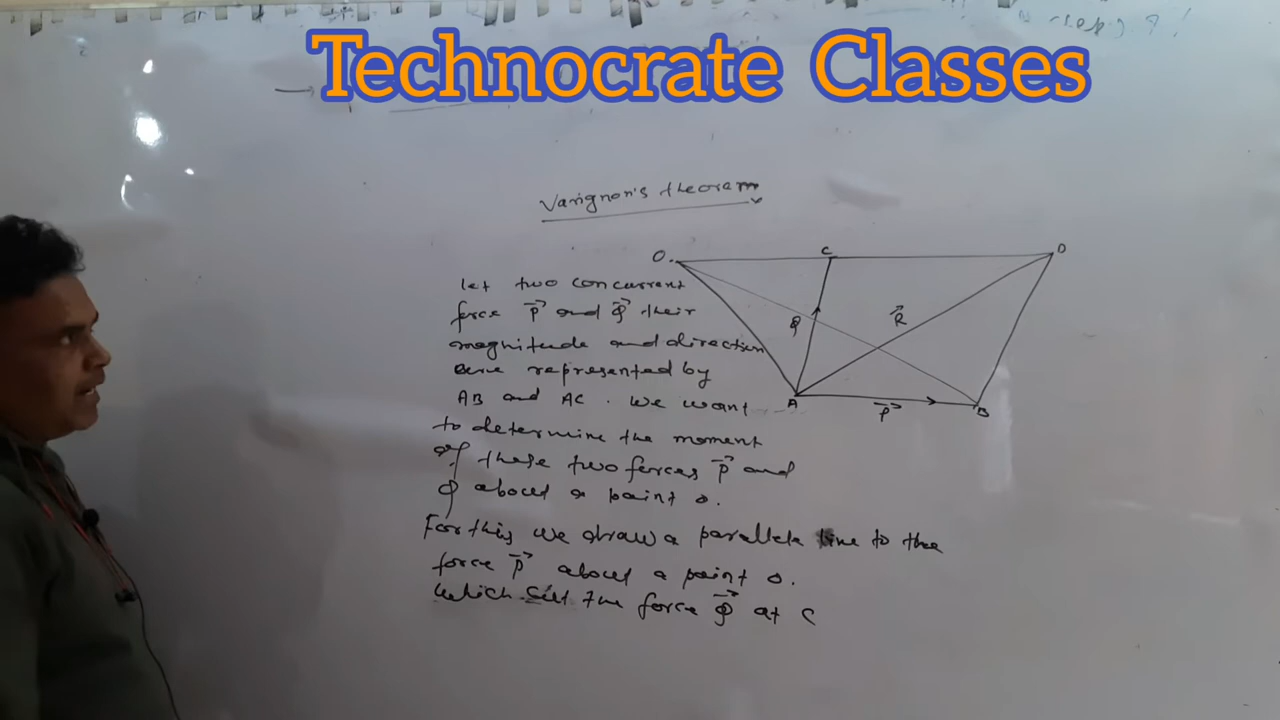 Technocrate Classes
Varignon's theoram
O.
C
D
let two concurrent
force P⃗ and Q⃗ their
magnitude and direction
are represented by
AB and AC. We want
to determine the moment
of these two forces P⃗ and
Q about a point o.
For this we draw a parallele line to the
force P⃗ about a point o.
which cut the force Q⃗ at C
Q
R⃗
A
P⃗
B